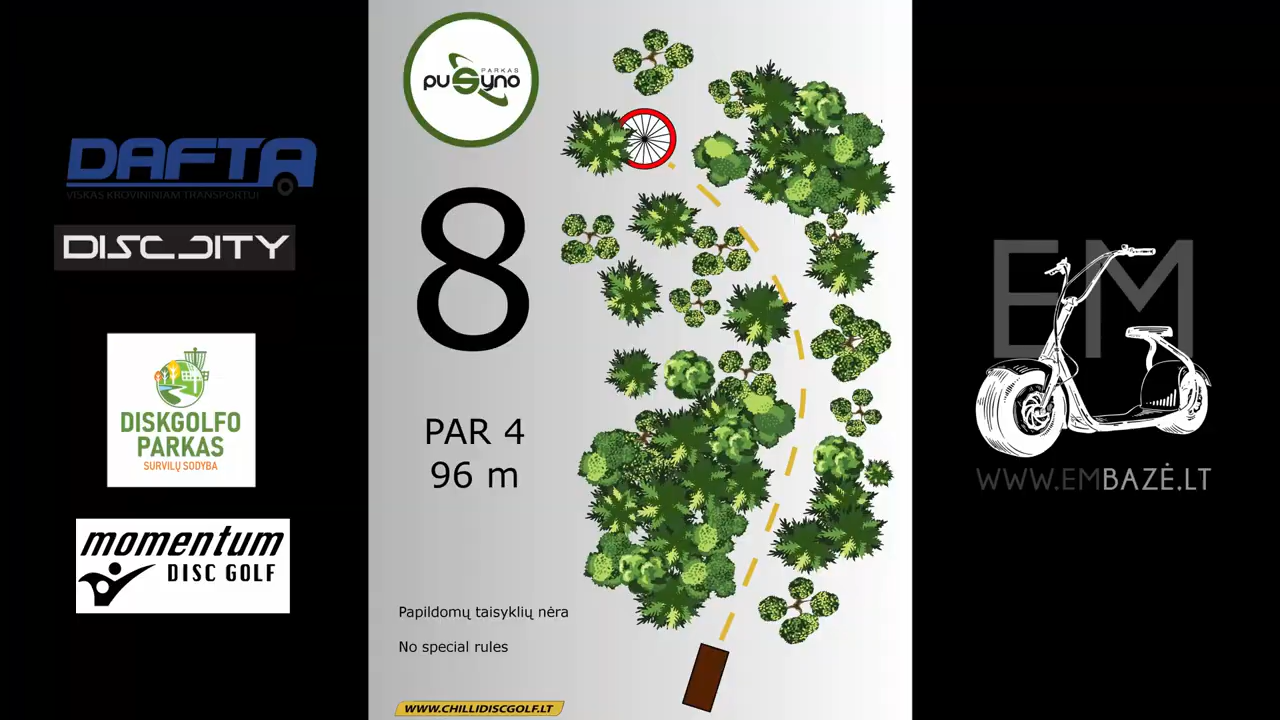 DAFTA
VISKAS KROVININIAM TRANSPORTUI
DISCCITY
DISKGOLFO
PARKAS
SURVILŲ SODYBA
momentum
DISC GOLF
PARKAS
puSyno
8
PAR 4
96 m
Papildomų taisyklių nėra
No special rules
WWW.CHILLIDISCGOLF.LT
EM
WWW.EMBAZĖ.LT